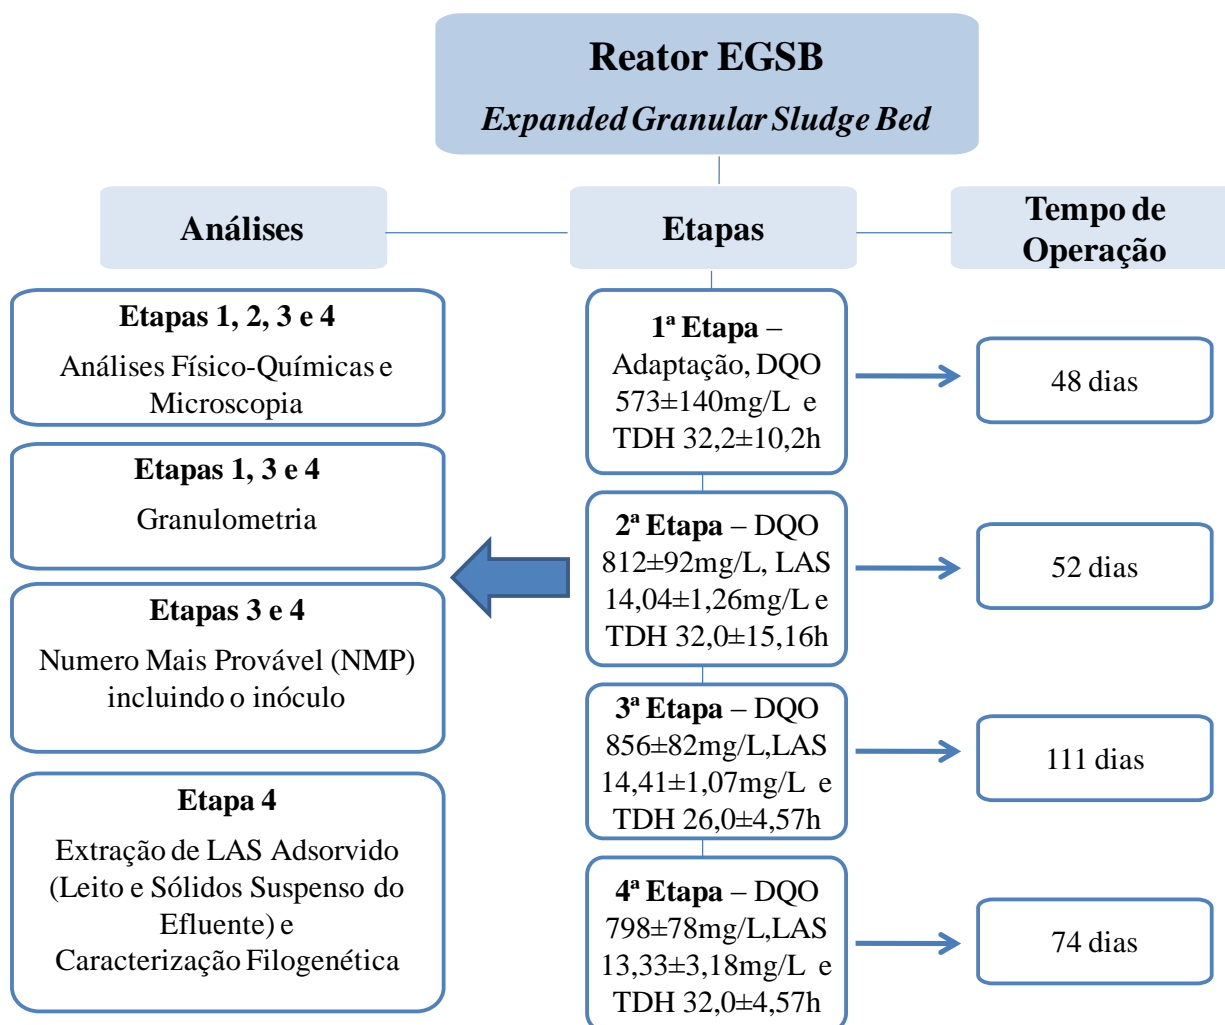 Reator EGSB
Expanded Granular Sludge Bed
Análises
Etapas
Tempo de
Operação
Etapas 1, 2, 3 e 4
Análises Físico-Químicas e
Microscopia
Etapas 1, 3 e 4
Granulometria
Etapas 3 e 4
Numero Mais Provável (NMP)
incluindo o inóculo
Etapa 4
Extração de LAS Adsorvido
(Leito e Sólidos Suspenso do
Efluente) e
Caracterização Filogenética
1ª Etapa –
Adaptação, DQO
573±140mg/L e
TDH 32,2±10,2h
2ª Etapa – DQO
812±92mg/L, LAS
14,04±1,26mg/L e
TDH 32,0±15,16h
3ª Etapa – DQO
856±82mg/L,LAS
14,41±1,07mg/L e
TDH 26,0±4,57h
4ª Etapa – DQO
798±78mg/L,LAS
13,33±3,18mg/L e
TDH 32,0±4,57h
48 dias
52 dias
111 dias
74 dias